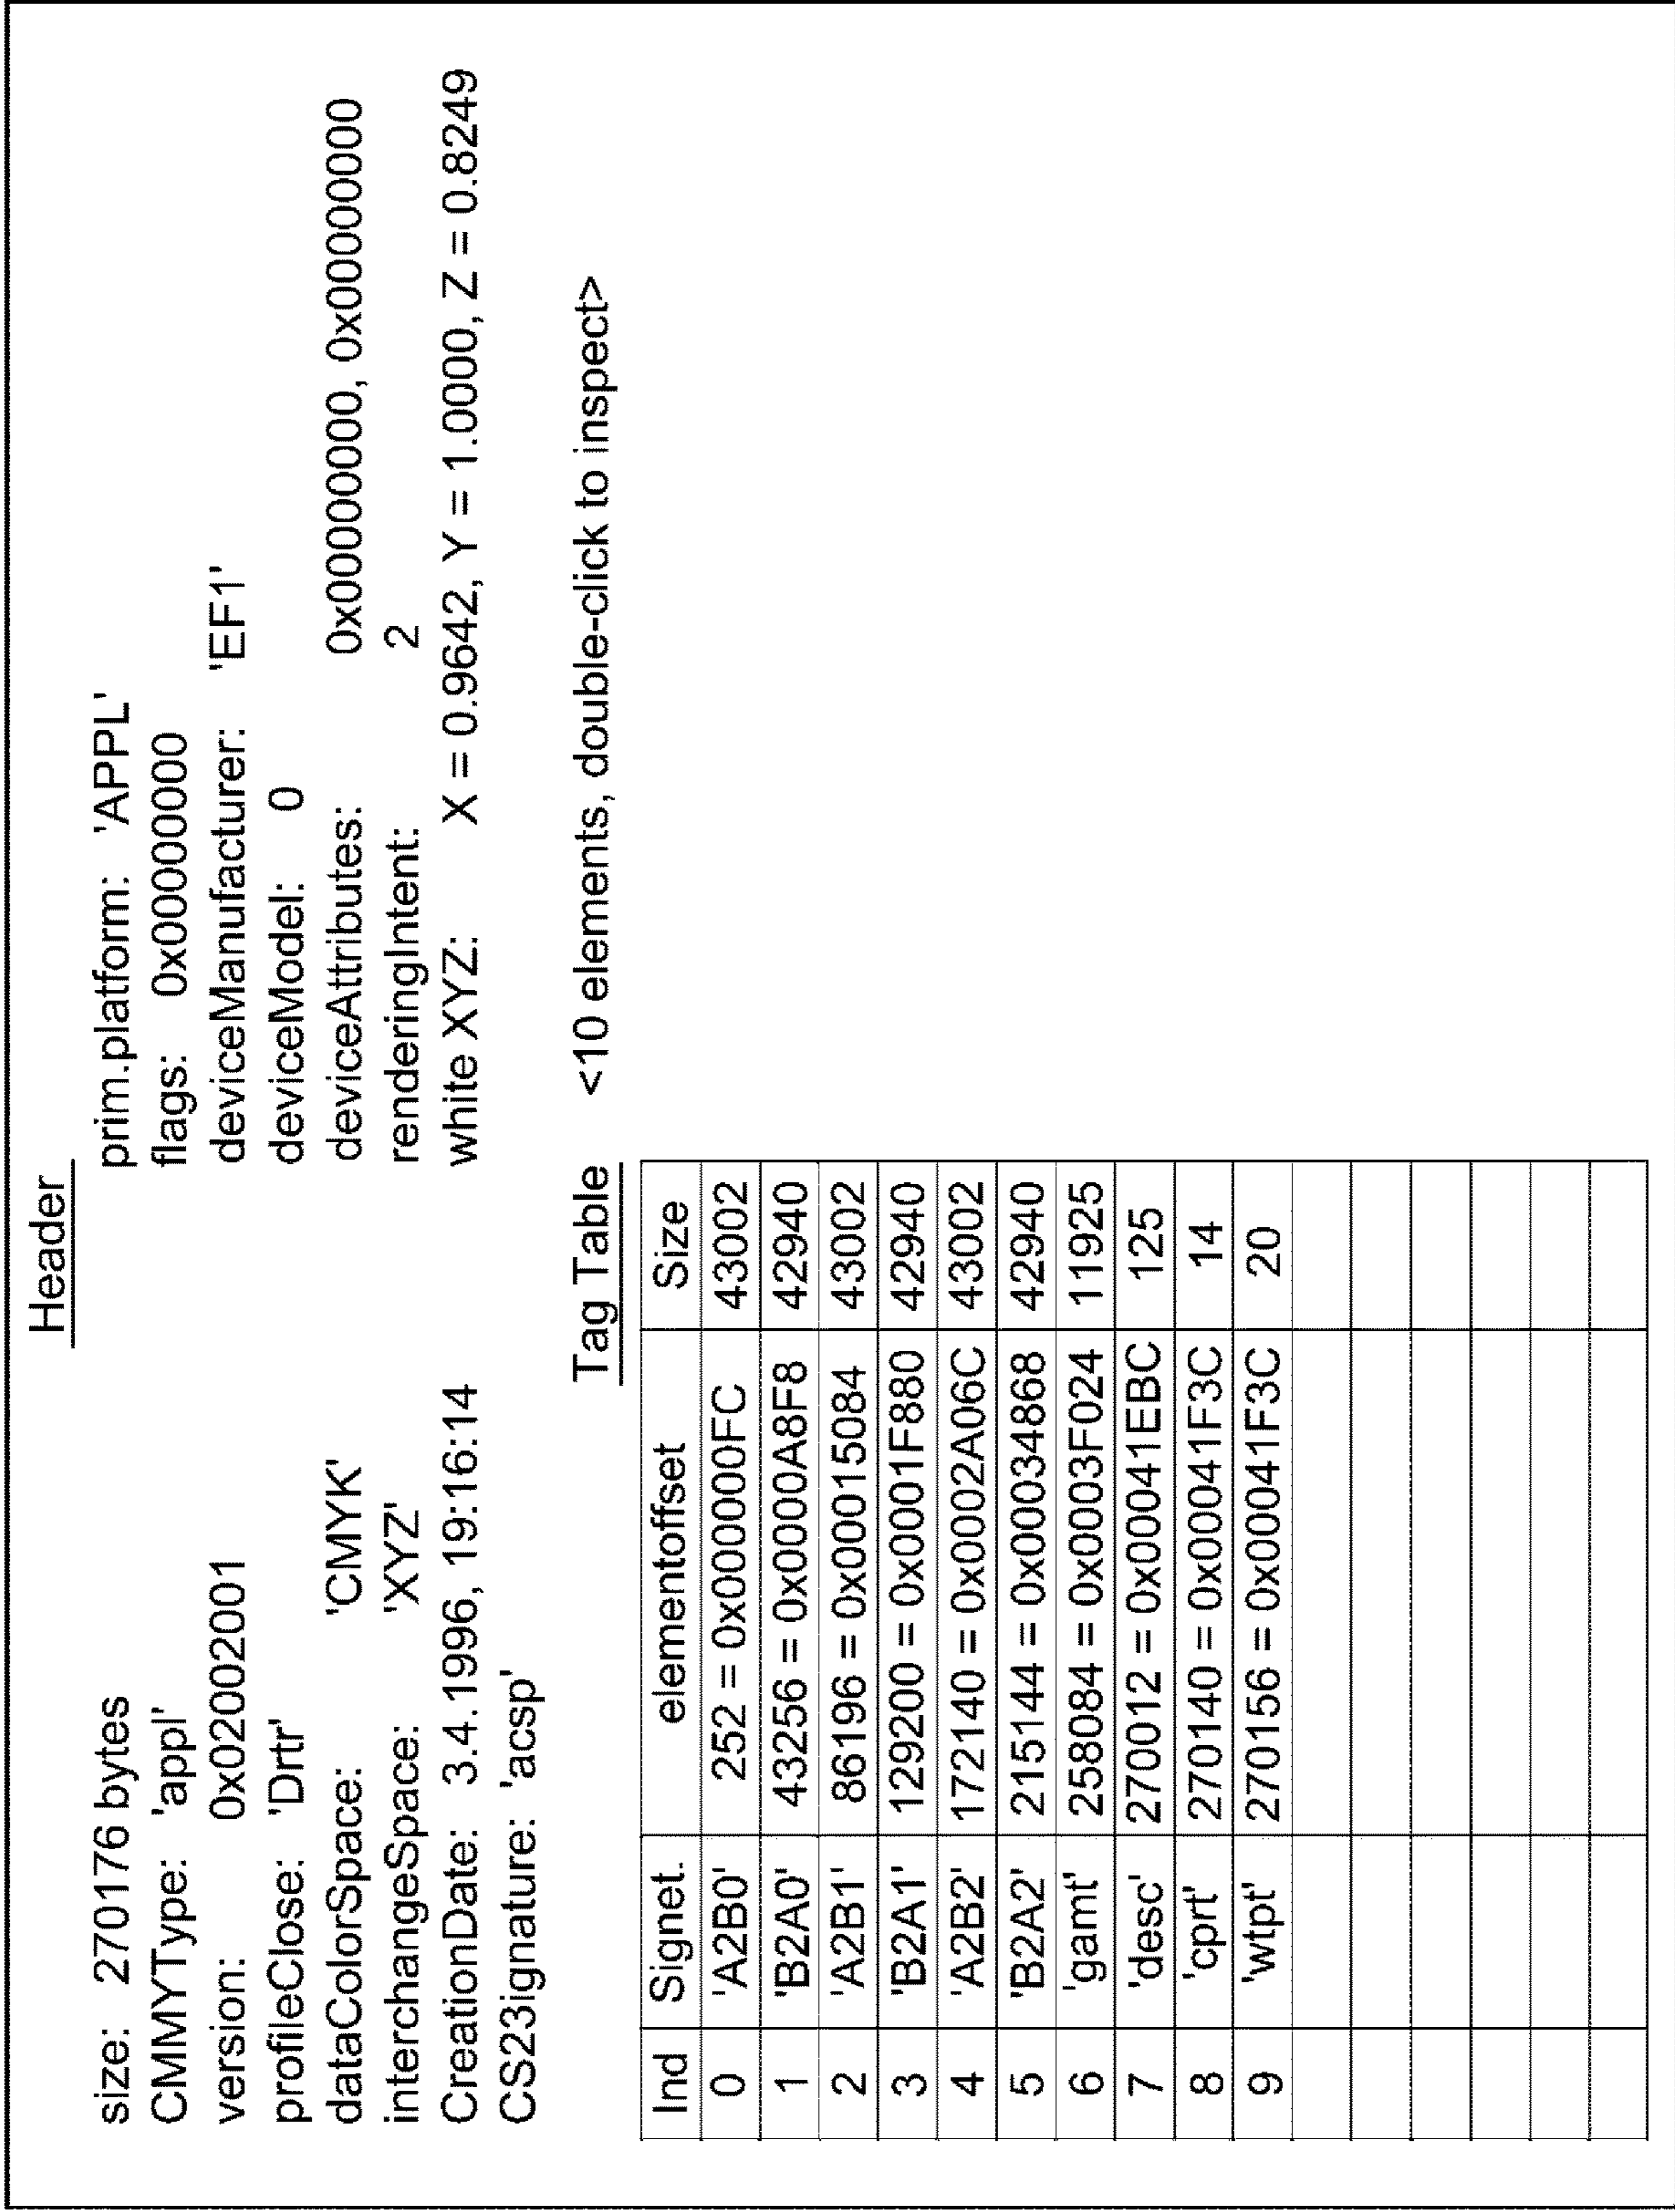 Header
size: 270176 bytes
CMMYType: 'appl'
version: 0x02002001
profileClose: 'Drtr'
dataColorSpace: 'CMYK'
interchangeSpace: 'XYZ'
CreationDate: 3.4.1996, 19:16:14
CS23ignature: 'acsp'
prim.platform: 'APPL'
flags: 0x00000000
deviceManufacturer: 'EF1'
deviceModel: 0
deviceAttributes: 0x00000000, 0x00000000
renderingIntent: 2
white XYZ: X = 0.9642, Y = 1.0000, Z = 0.8249
Tag Table <10 elements, double-click to inspect>
Ind Signet. elementoffset Size
0 'A2B0' 252 = 0x000000FC 43002
1 'B2A0' 43256 = 0x0000A8F8 42940
2 'A2B1' 86196 = 0x00015084 43002
3 'B2A1' 129200 = 0x0001F880 42940
4 'A2B2' 172140 = 0x0002A06C 43002
5 'B2A2' 215144 = 0x00034868 42940
6 'gamt' 258084 = 0x0003F024 11925
7 'desc' 270012 = 0x00041EBC 125
8 'cprt' 270140 = 0x00041F3C 14
9 'wtpt' 270156 = 0x00041F3C 20